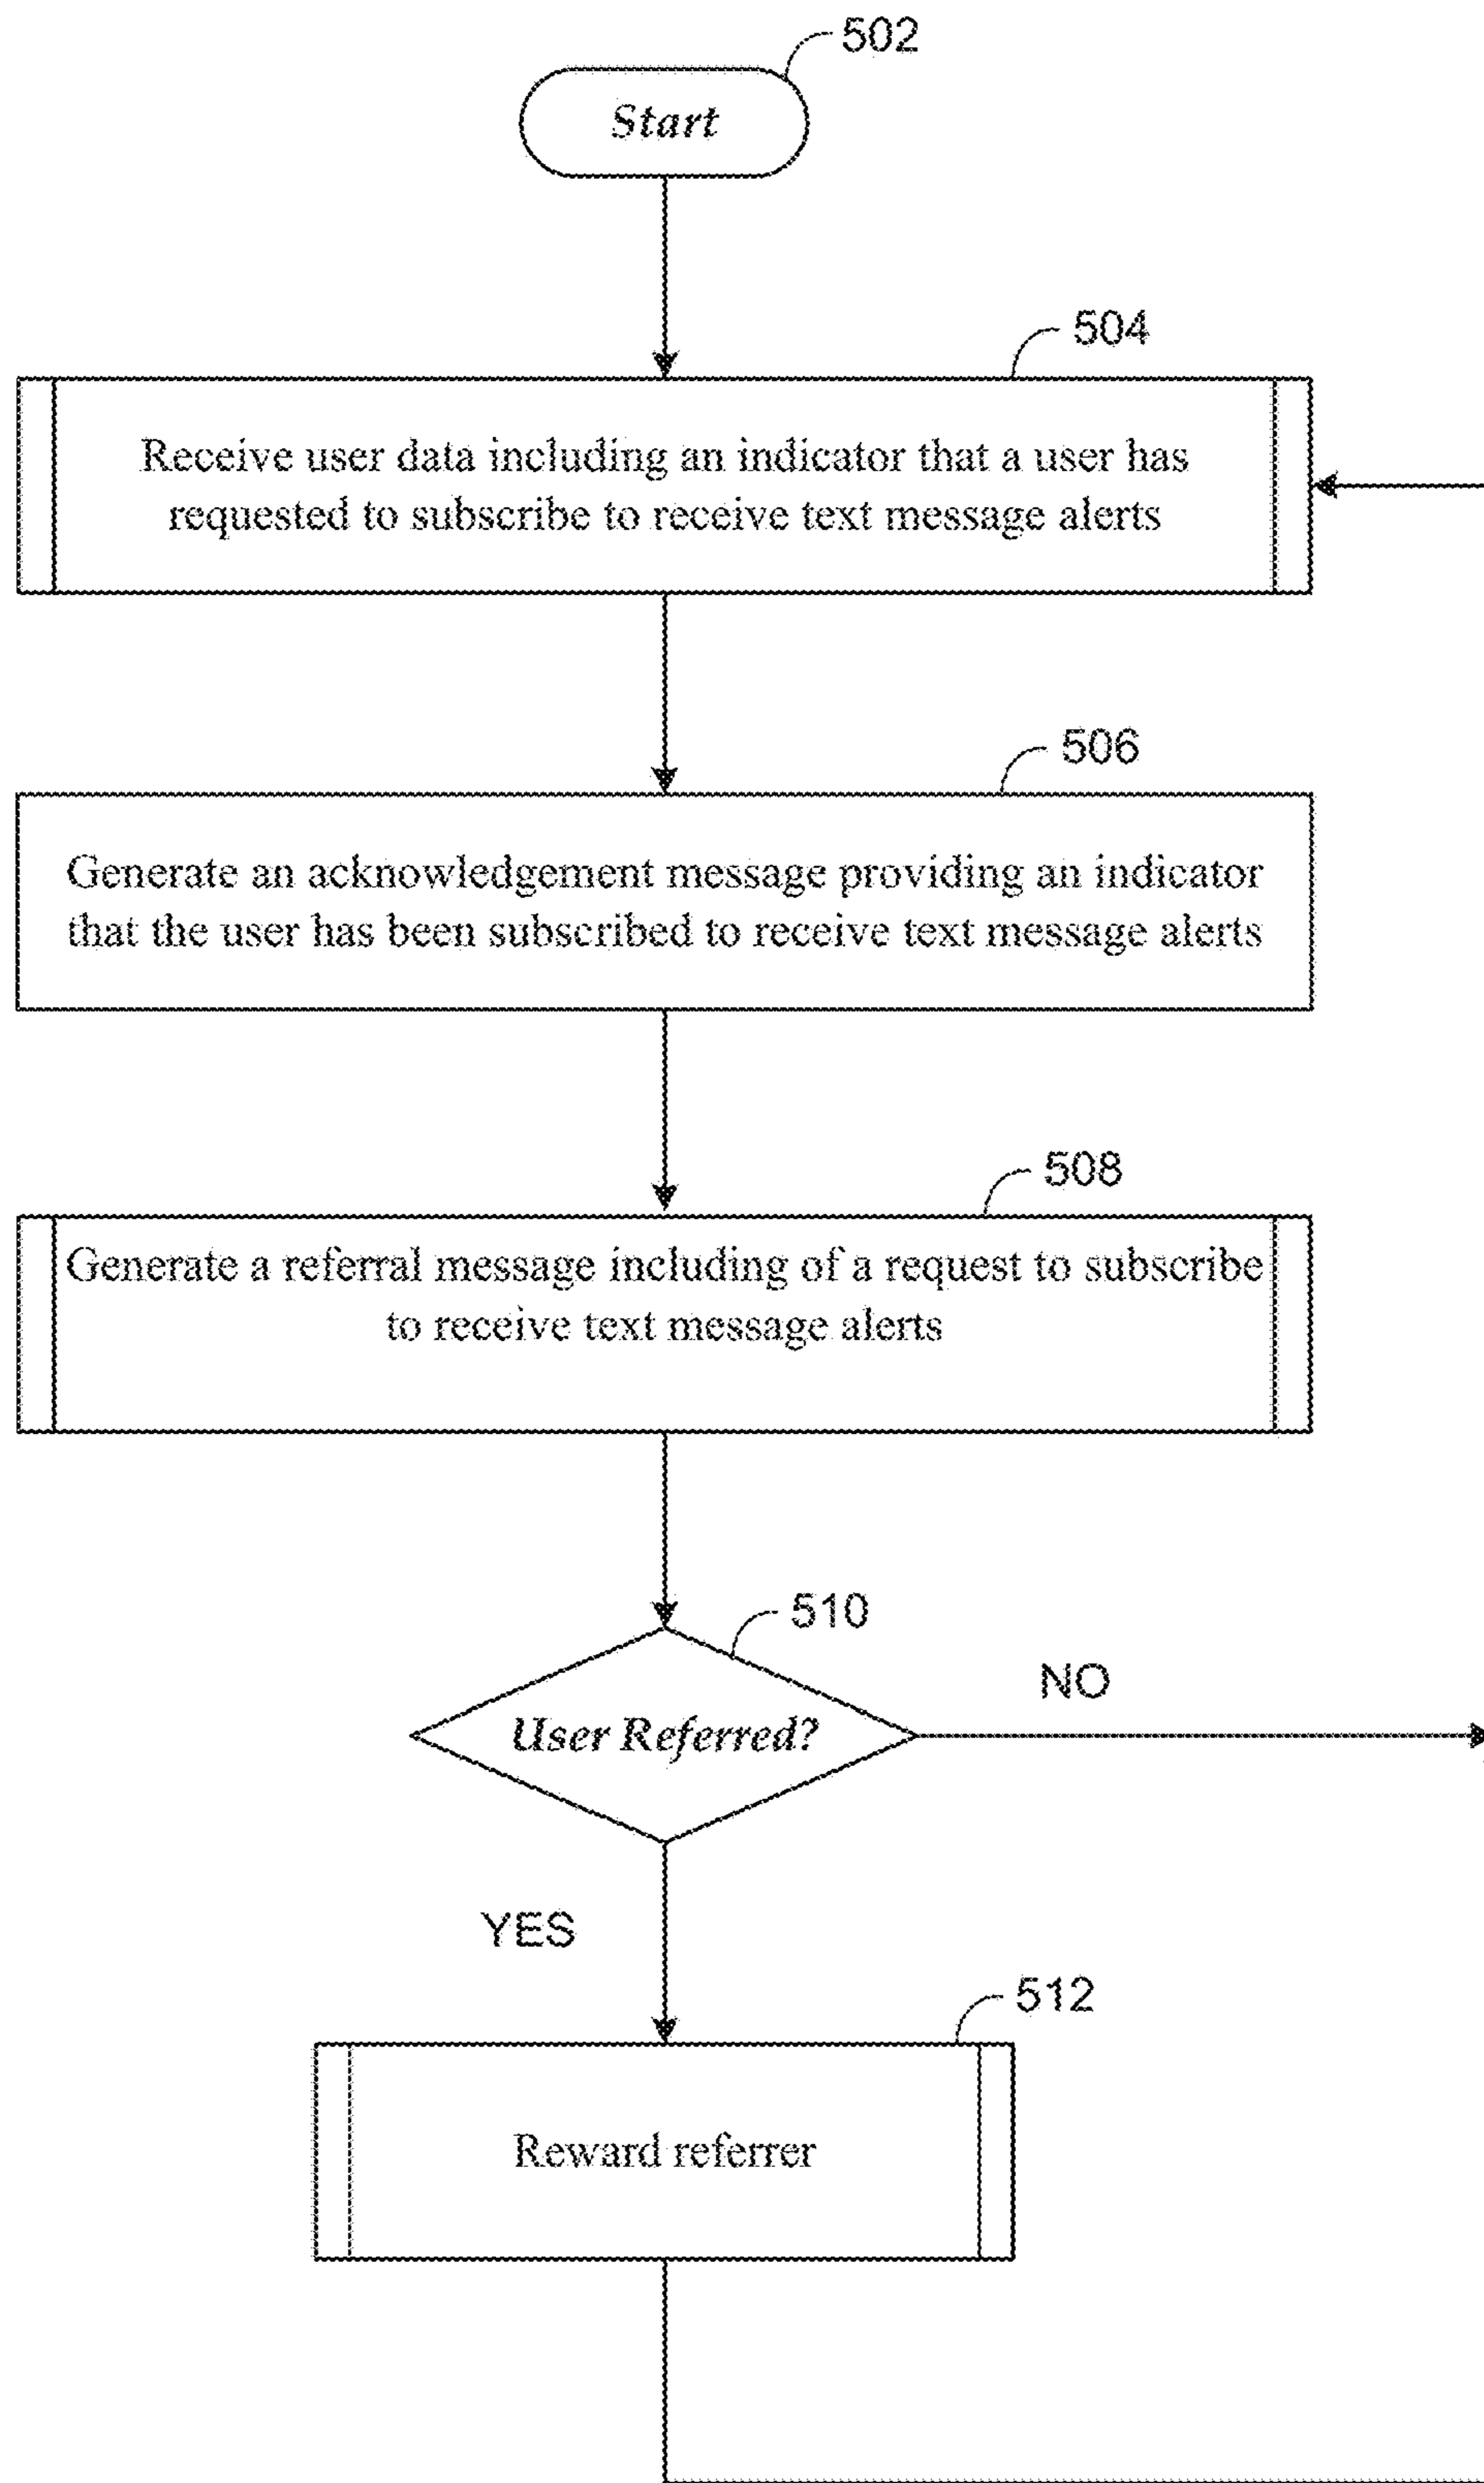 502
Start
504
Receive user data including an indicator that a user has
requested to subscribe to receive text message alerts
506
Generate an acknowledgement message providing an indicator
that the user has been subscribed to receive text message alerts
508
Generate a referral message including of a request to subscribe
to receive text message alerts
510
User Referred?
NO
YES
512
Reward referrer